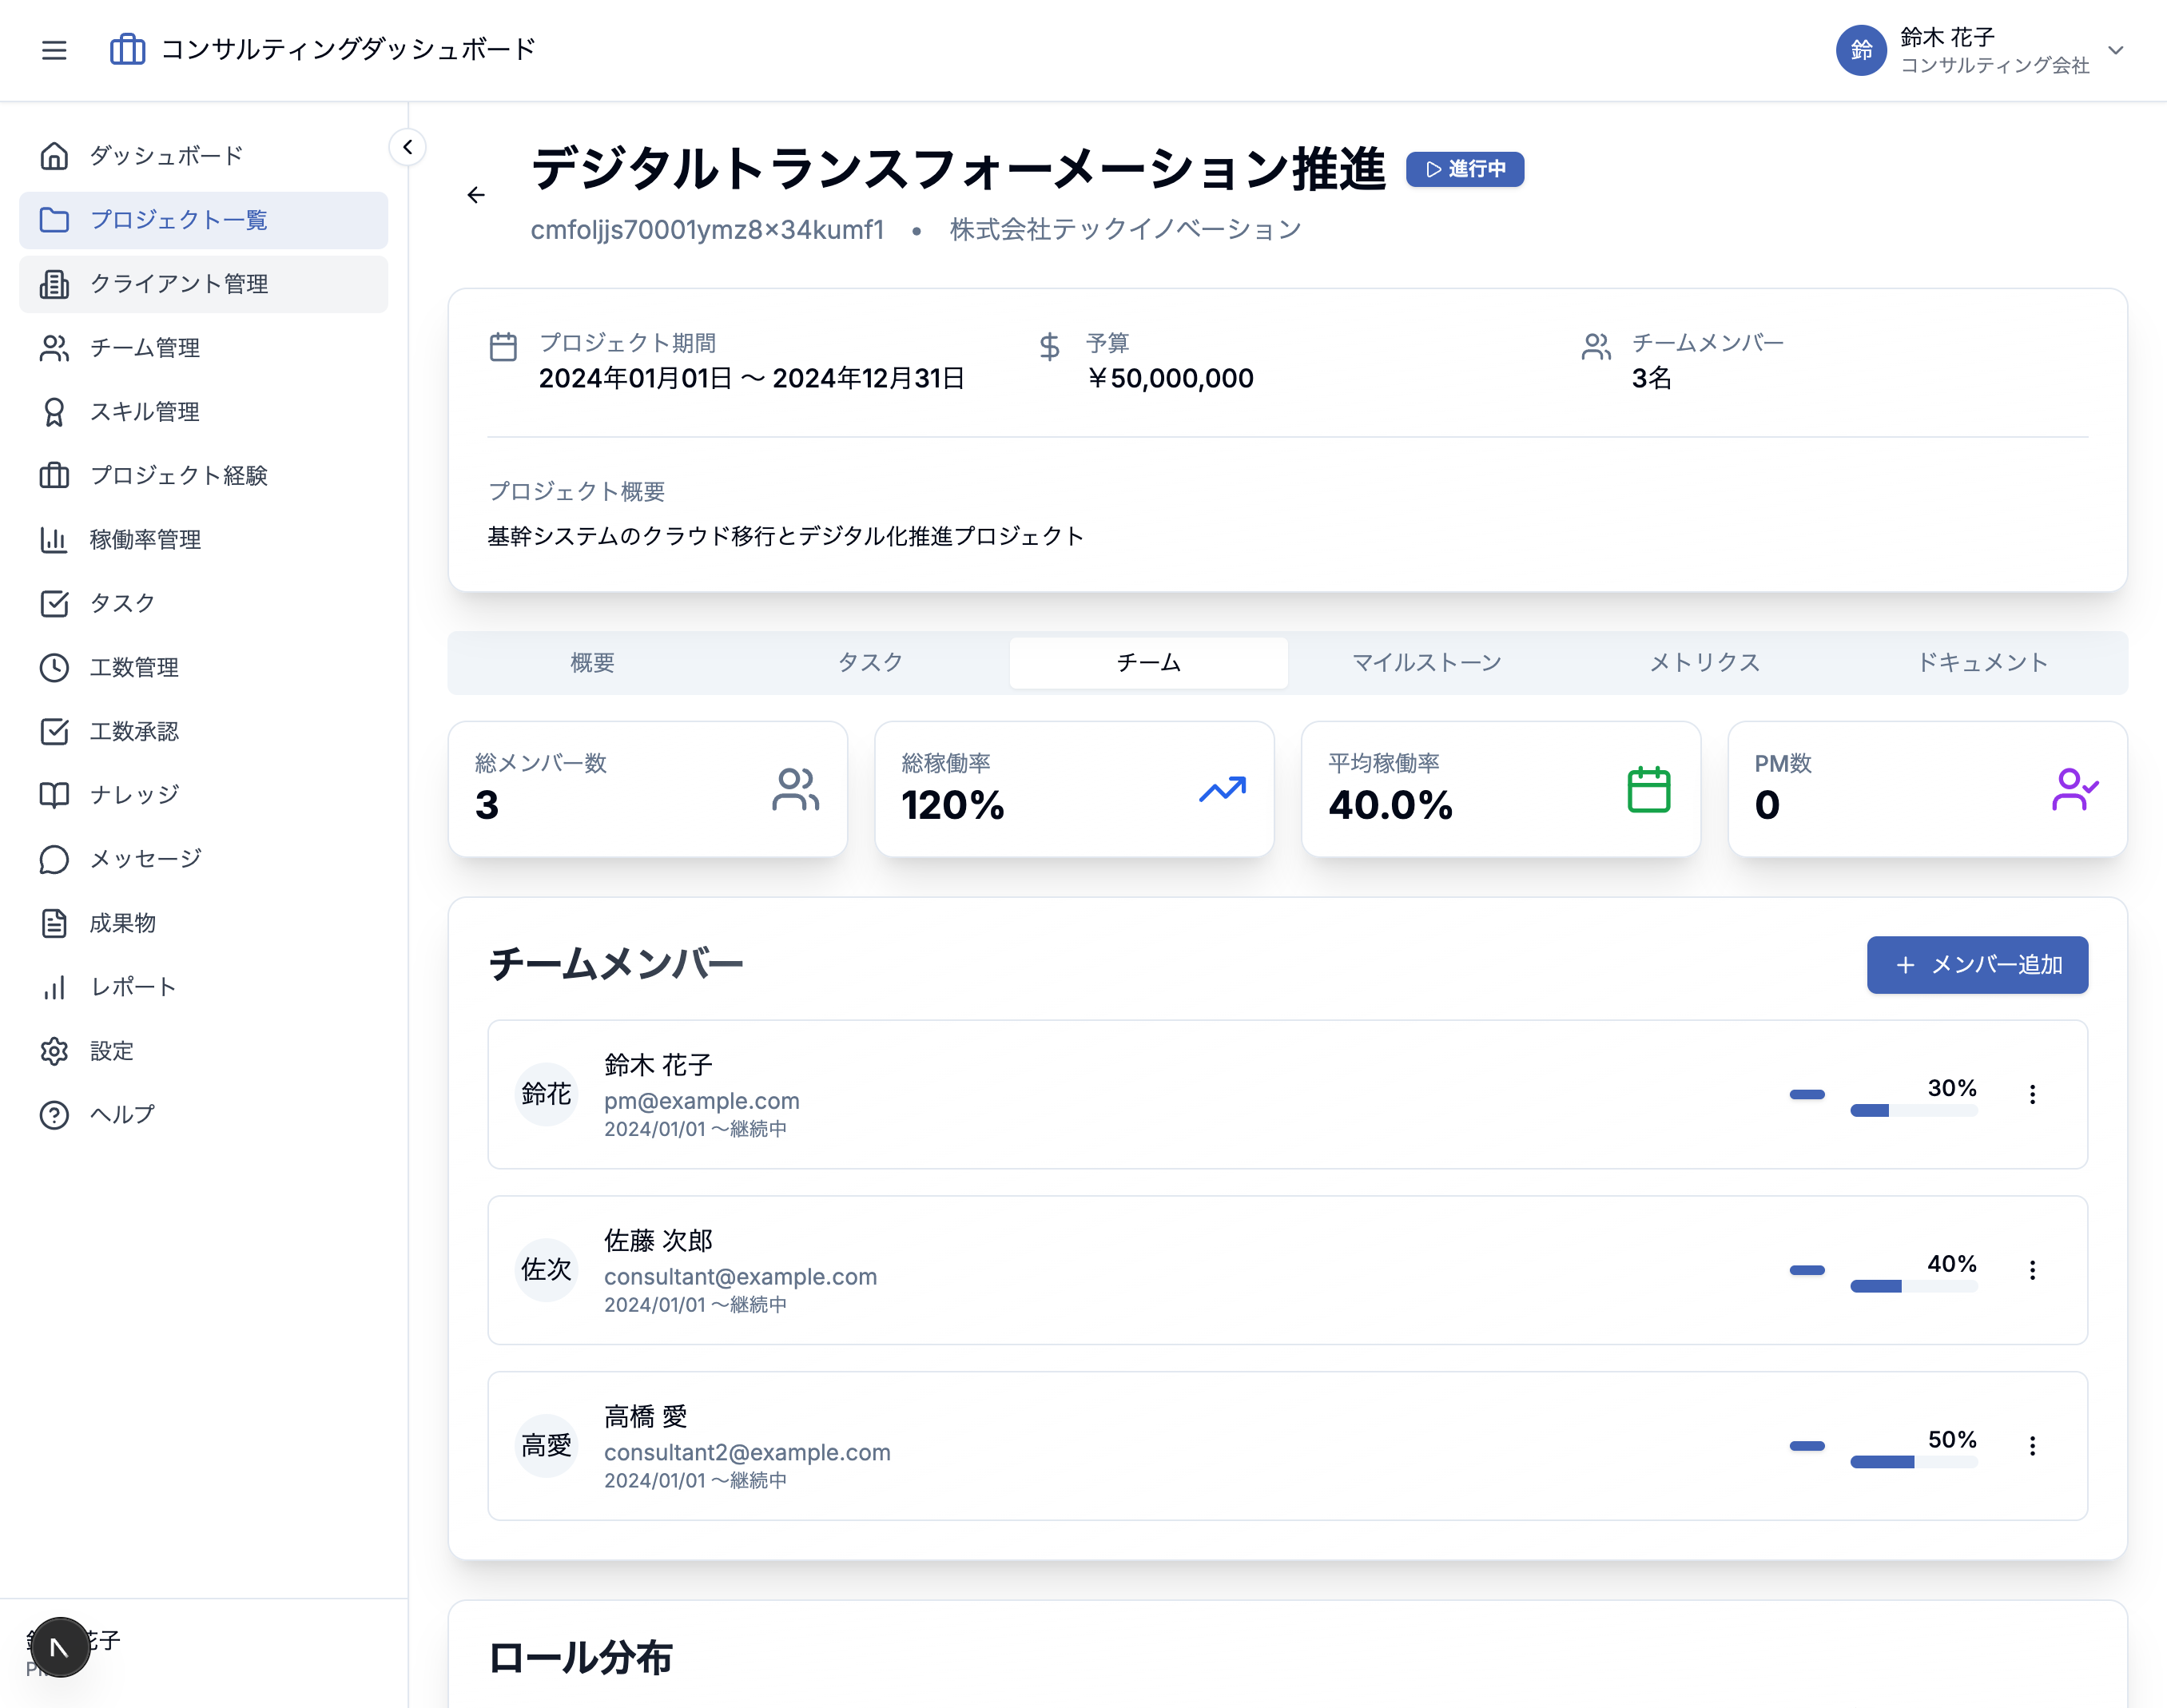 コンサルティングダッシュボード
鈴
鈴木 花子
コンサルティング会社
ダッシュボード
プロジェクト一覧
クライアント管理
チーム管理
スキル管理
プロジェクト経験
稼働率管理
タスク
工数管理
工数承認
ナレッジ
メッセージ
成果物
レポート
設定
ヘルプ
花子
デジタルトランスフォーメーション推進
進行中
cmfoljjs70001ymz8x34kumf1 • 株式会社テックイノベーション
プロジェクト期間
2024年01月01日 〜 2024年12月31日
予算
￥50,000,000
チームメンバー
3名
プロジェクト概要
基幹システムのクラウド移行とデジタル化推進プロジェクト
概要
タスク
チーム
マイルストーン
メトリクス
ドキュメント
総メンバー数
3
総稼働率
120%
平均稼働率
40.0%
PM数
0
チームメンバー
メンバー追加
鈴花
鈴木 花子
pm@example.com
2024/01/01 〜継続中
30%
佐次
佐藤 次郎
consultant@example.com
2024/01/01 〜継続中
40%
高愛
高橋 愛
consultant2@example.com
2024/01/01 〜継続中
50%
ロール分布